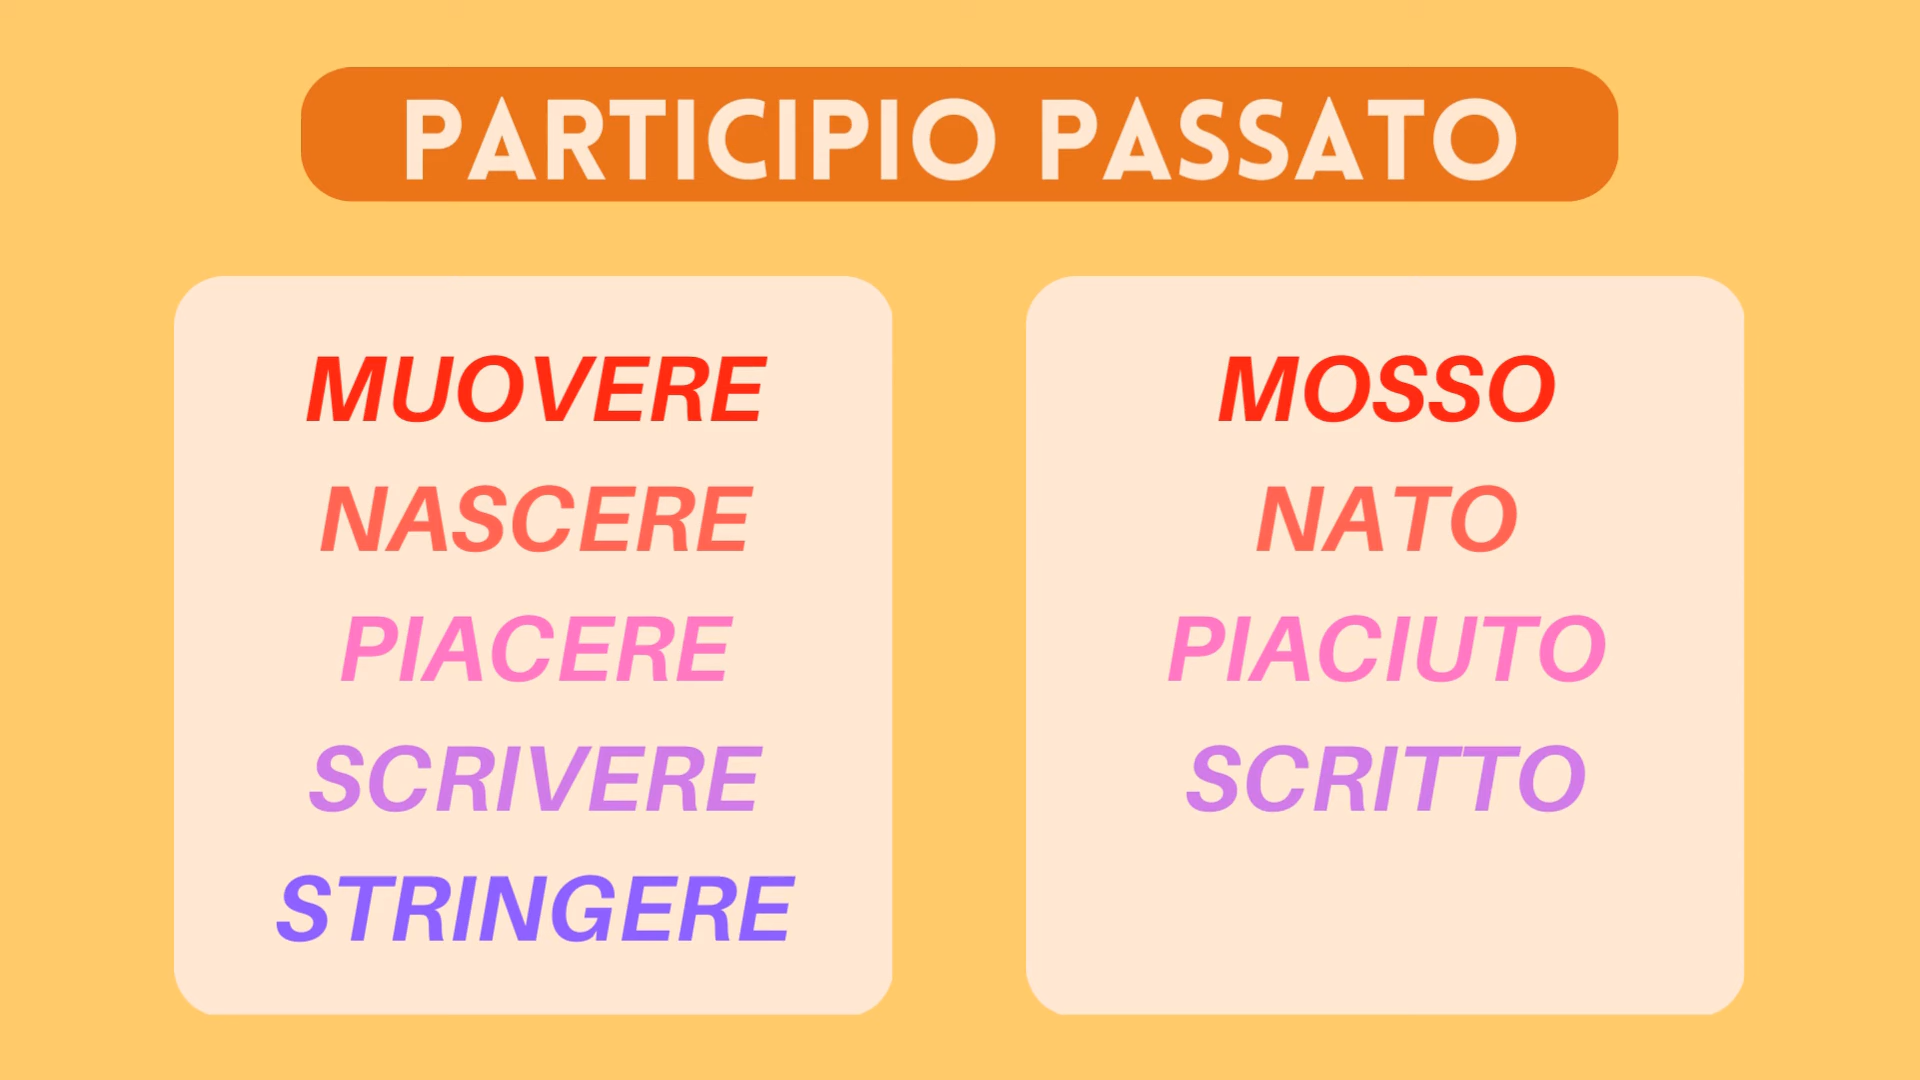 PARTICIPIO PASSATO
MUOVERE
NASCERE
PIACERE
SCRIVERE
STRINGERE
MOSSO
NATO
PIACIUTO
SCRITTO